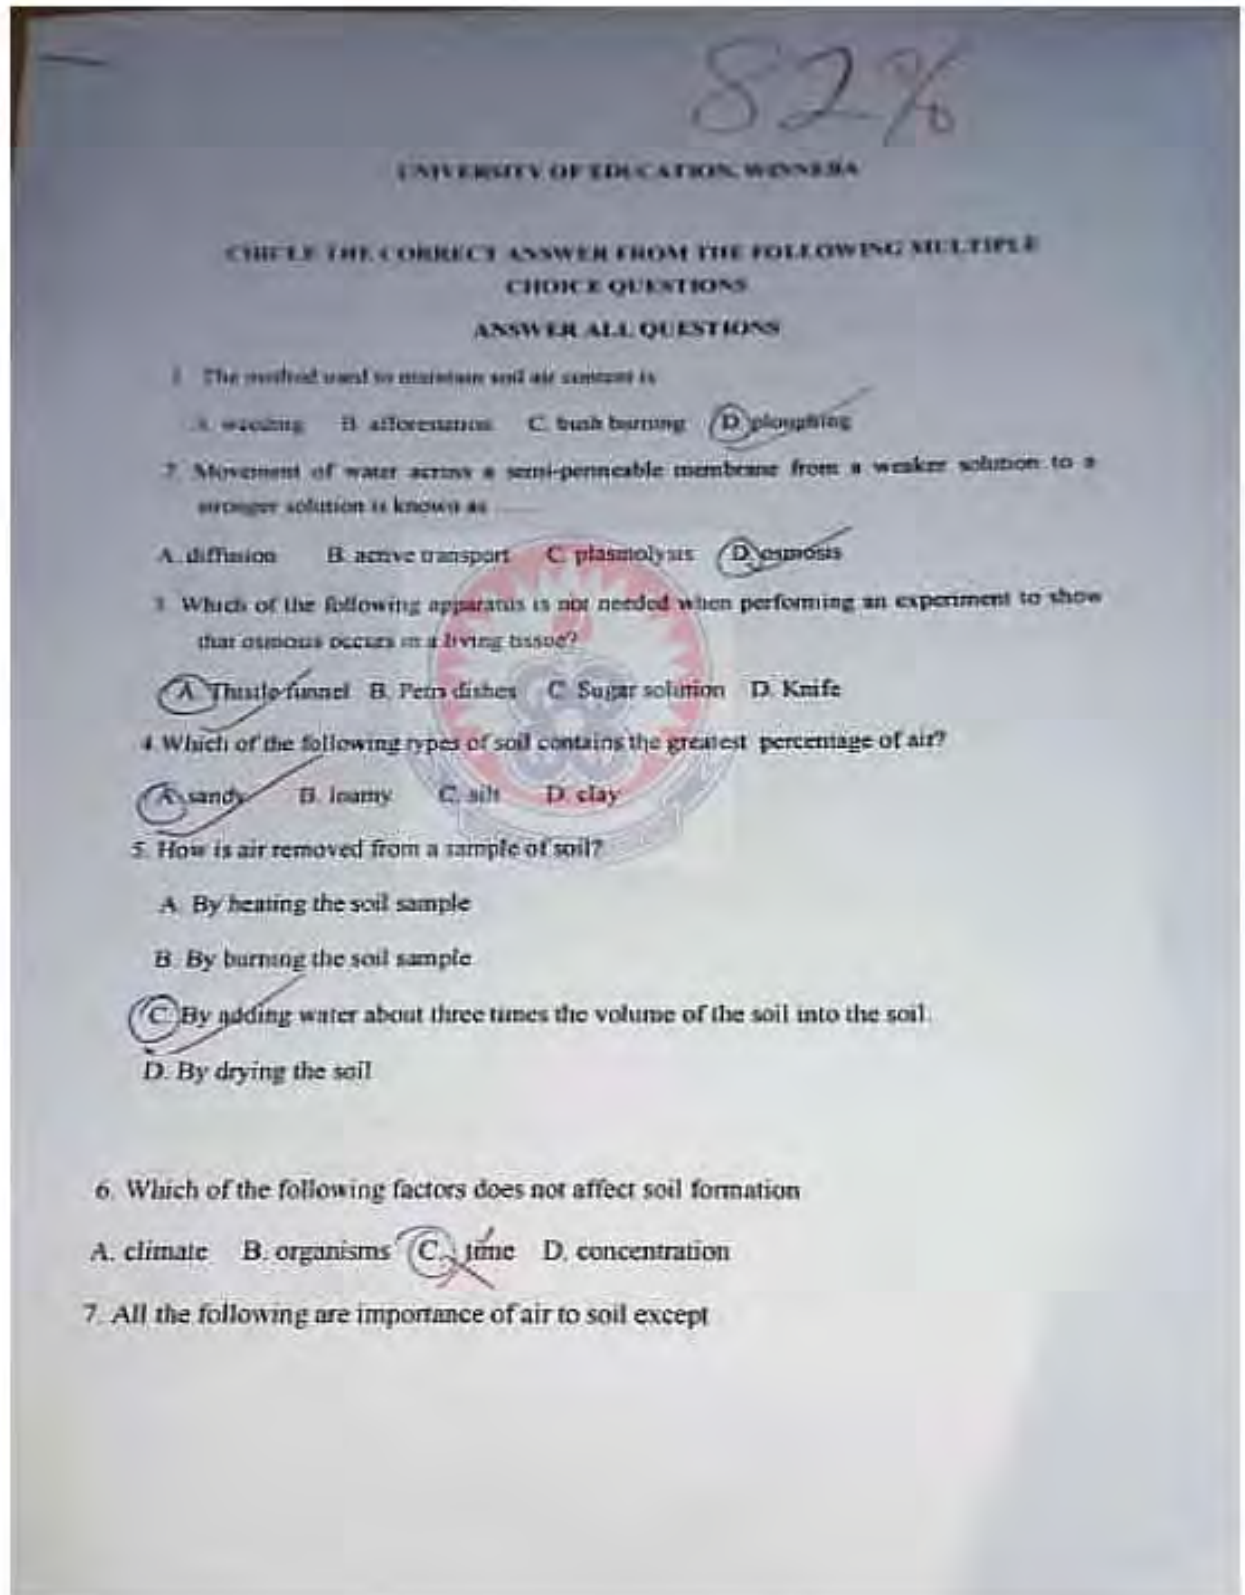 82%
UNIVERSITY OF EDUCATION, WINNEBA
CIRCLE THE CORRECT ANSWER FROM THE FOLLOWING MULTIPLE
CHOICE QUESTIONS
ANSWER ALL QUESTIONS
1 The method used to maintain soil air content is
A. weeding B. afforestation C. bush burning D. ploughing
2. Movement of water across a semi-permeable membrane from a weaker solution to a
stronger solution is known as ......
A. diffusion B. active transport C. plasmolysis D. osmosis
3. Which of the following apparatus is not needed when performing an experiment to show
that osmosis occurs in a living tissue?
A. Thistle funnel B. Petri dishes C. Sugar solution D. Knife
4. Which of the following types of soil contains the greatest percentage of air?
A. sandy B. loamy C. silt D. clay
5. How is air removed from a sample of soil?
A. By heating the soil sample
B. By burning the soil sample
C. By adding water about three times the volume of the soil into the soil.
D. By drying the soil
6. Which of the following factors does not affect soil formation
A. climate B. organisms C. time D. concentration
7. All the following are importance of air to soil except